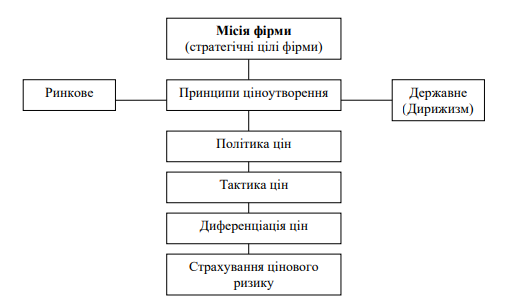 Місія фірми
(стратегічні цілі фірми)
Ринкове
Принципи ціноутворення
Державне
(Дирижизм)
Політика цін
Тактика цін
Диференціація цін
Страхування цінового
ризику